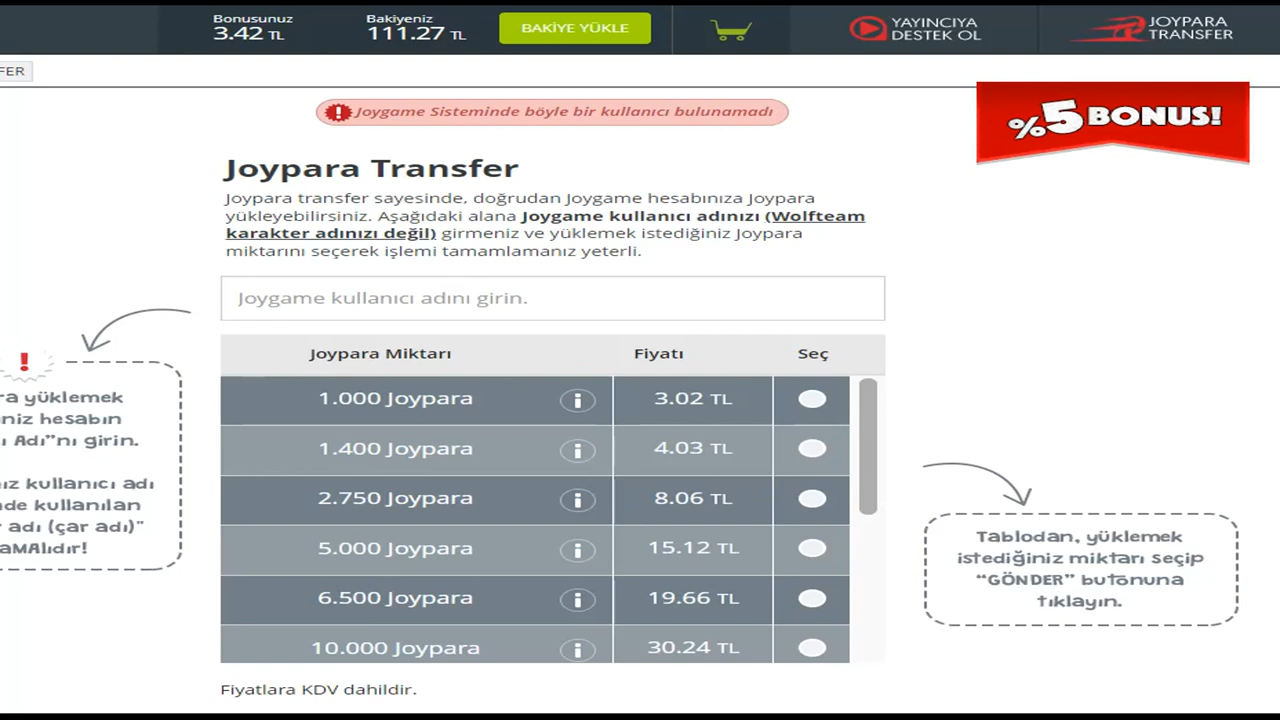 Bonusunuz
3.42 TL
Bakiyeniz
111.27 TL
BAKİYE YÜKLE
YAYINCIYA
DESTEK OL
JOYPARA
TRANSFER
FER
Joygame Sisteminde böyle bir kullanıcı bulunamadı
%5 BONUS!
Joypara Transfer
Joypara transfer sayesinde, doğrudan Joygame hesabınıza Joypara
yükleyebilirsiniz. Aşağıdaki alana Joygame kullanıcı adınızı (Wolfteam
karakter adınızı değil) girmeniz ve yüklemek istediğiniz Joypara
miktarını seçerek işlemi tamamlamanız yeterli.
Joygame kullanıcı adını girin.
Joypara Miktarı Fiyatı Seç
1.000 Joypara 3.02 TL
1.400 Joypara 4.03 TL
2.750 Joypara 8.06 TL
5.000 Joypara 15.12 TL
6.500 Joypara 19.66 TL
10.000 Joypara 30.24 TL
Fiyatlara KDV dahildir.
ra yüklemek
niz hesabın
ı Adı"nı girin.
ız kullanıcı adı
nde kullanılan
r adı (çar adı)"
aMAlıdır!
Tablodan, yüklemek
istediğiniz miktarı seçip
"GÖNDER" butonuna
tıklayın.